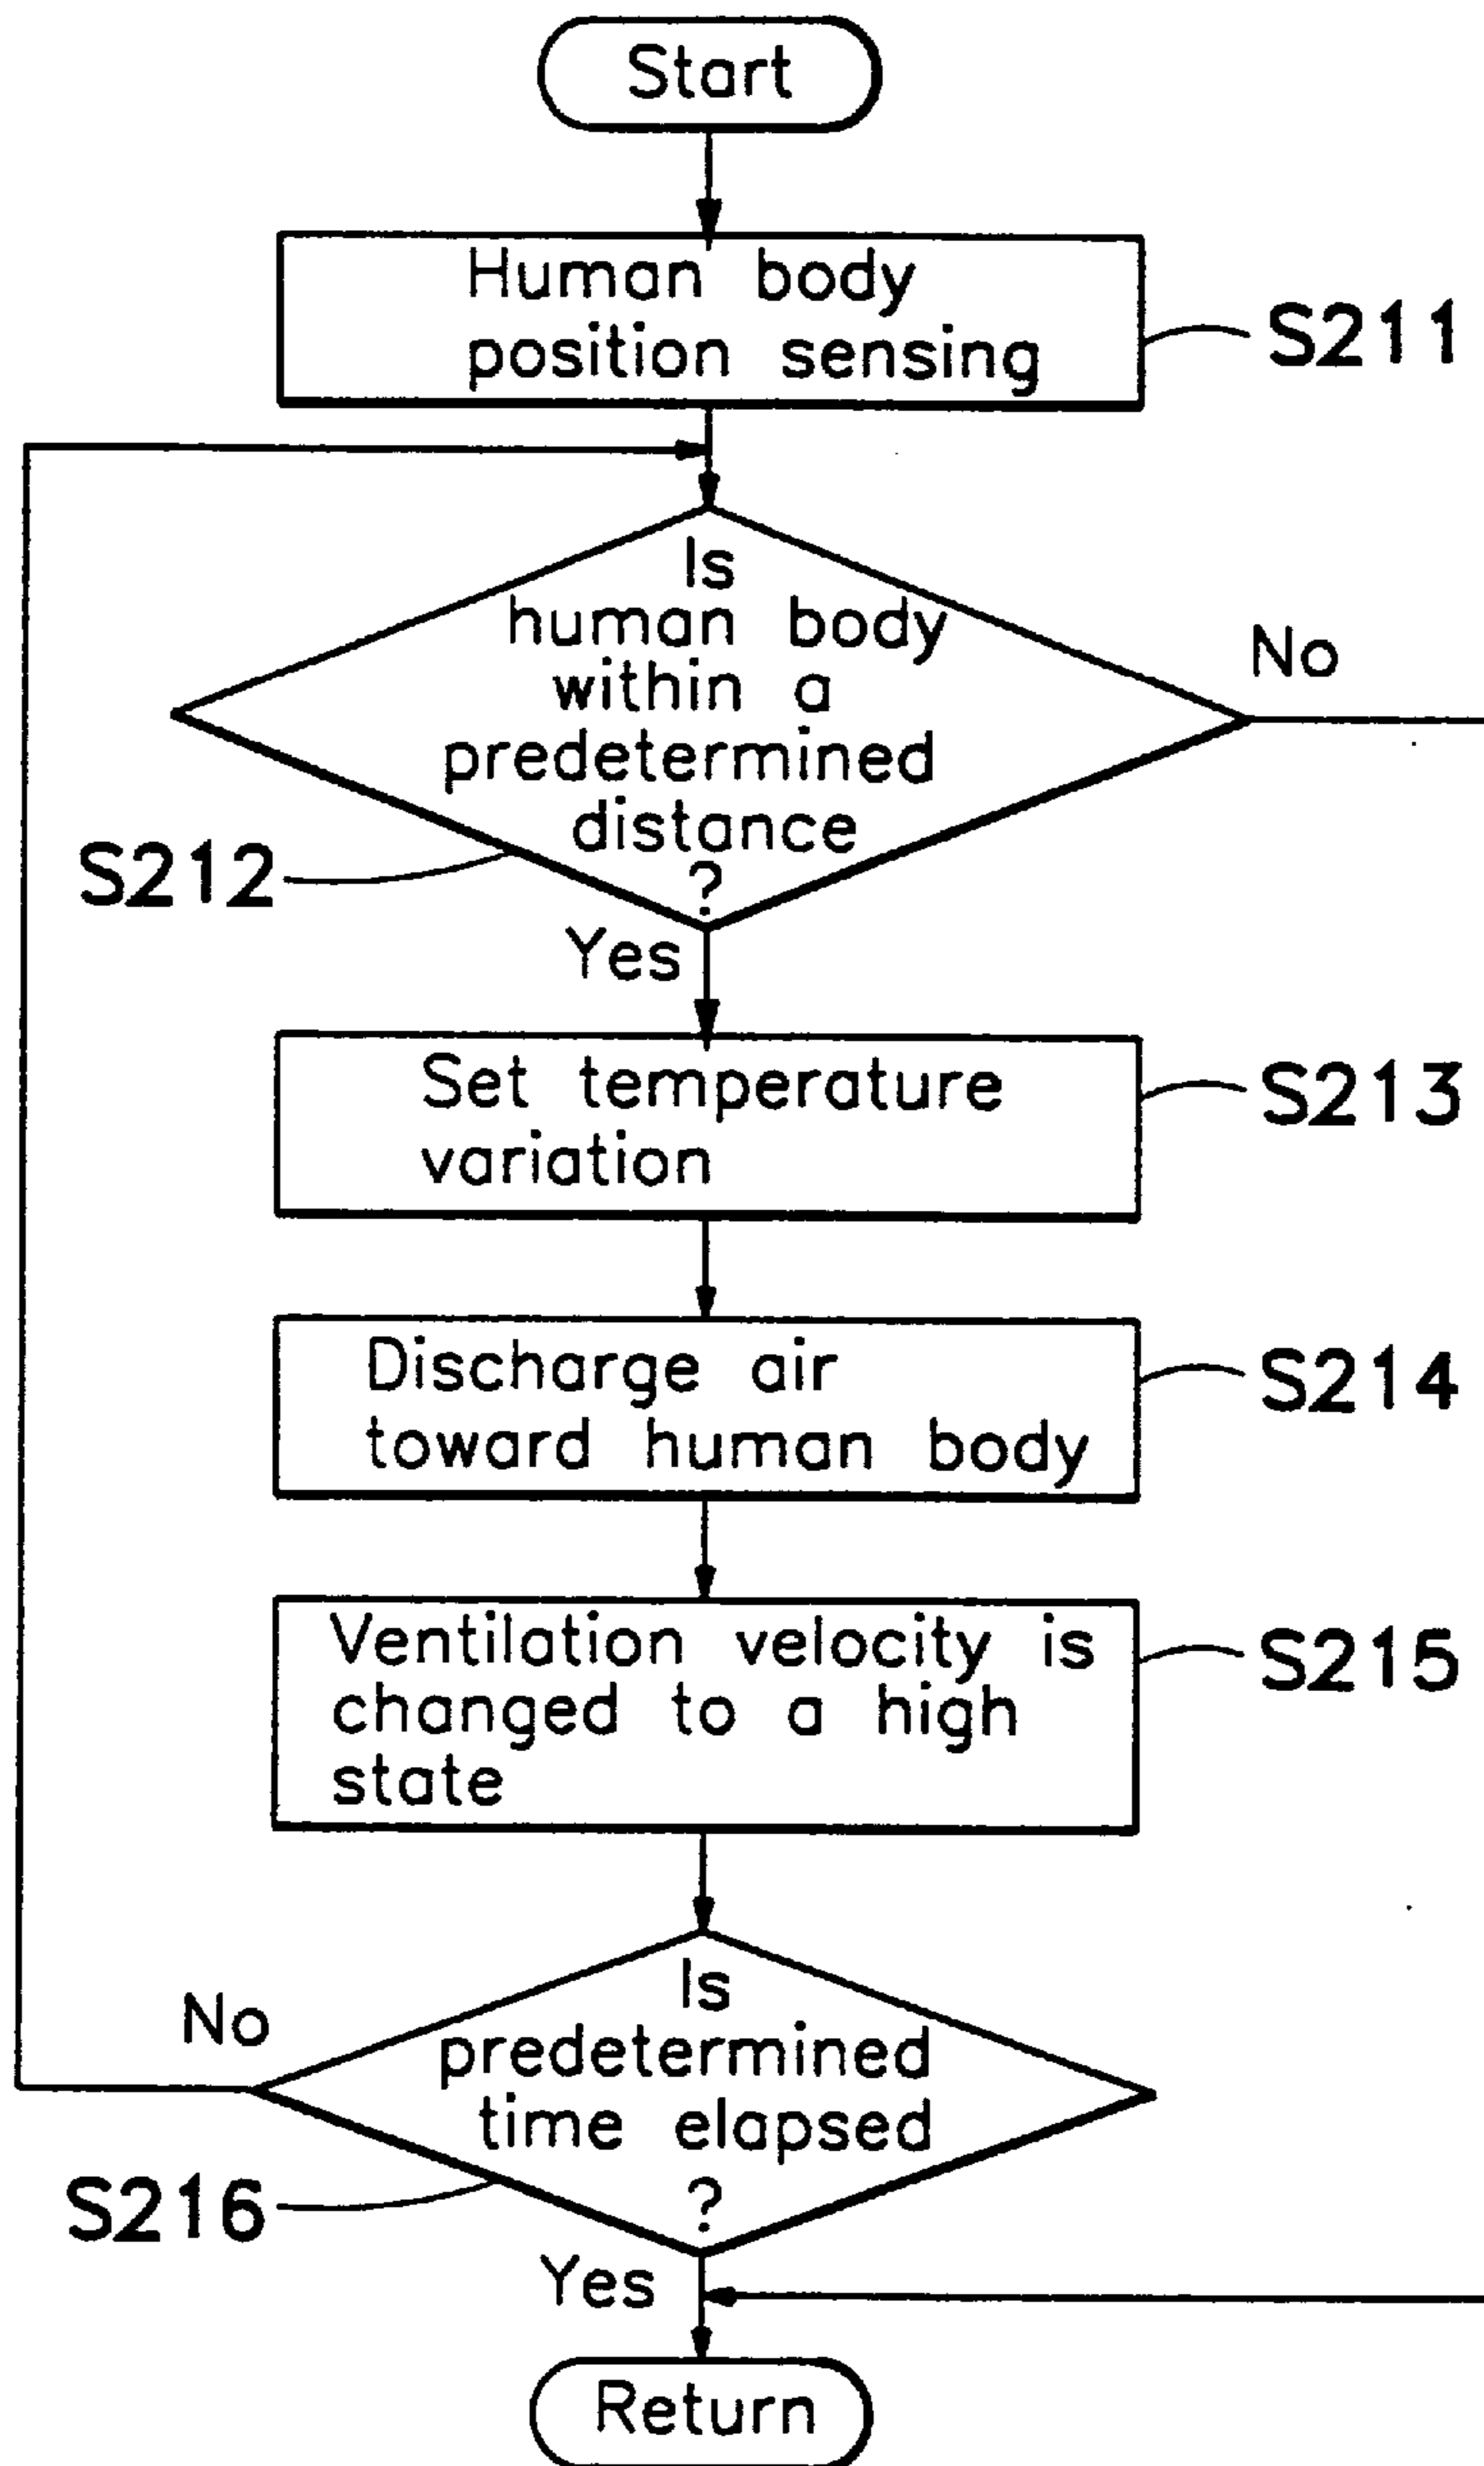 Start
Human body
position sensing
S211
Is
human body
within a
predetermined
distance
?
No
S212
Yes
Set temperature
variation
S213
Discharge air
toward human body
S214
Ventilation velocity is
changed to a high
state
S215
Is
predetermined
time elapsed
?
No
S216
Yes
Return